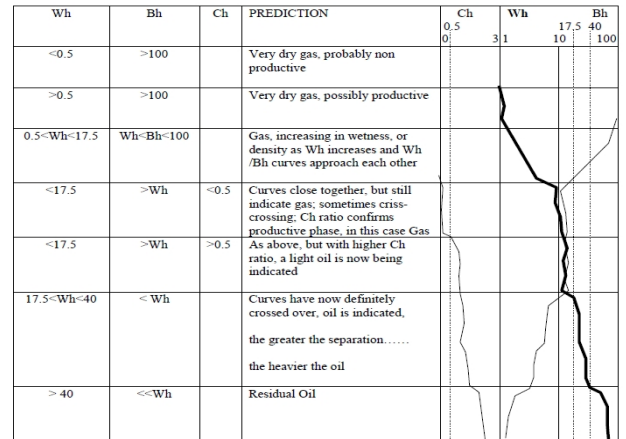 Wh Bh Ch PREDICTION Ch Wh Bh
0.5 17.5 40
0 3 1 10 100
<0.5 >100 Very dry gas, probably non
productive
>0.5 >100 Very dry gas, possibly productive
0.5<Wh<17.5 Wh<Bh<100 Gas, increasing in wetness, or
density as Wh increases and Wh
/Bh curves approach each other
<17.5 >Wh <0.5 Curves close together, but still
indicate gas; sometimes criss-
crossing; Ch ratio confirms
productive phase, in this case Gas
<17.5 >Wh >0.5 As above, but with higher Ch
ratio, a light oil is now being
indicated
17.5<Wh<40 < Wh Curves have now definitely
crossed over, oil is indicated,
the greater the separation……
the heavier the oil
> 40 <<Wh Residual Oil